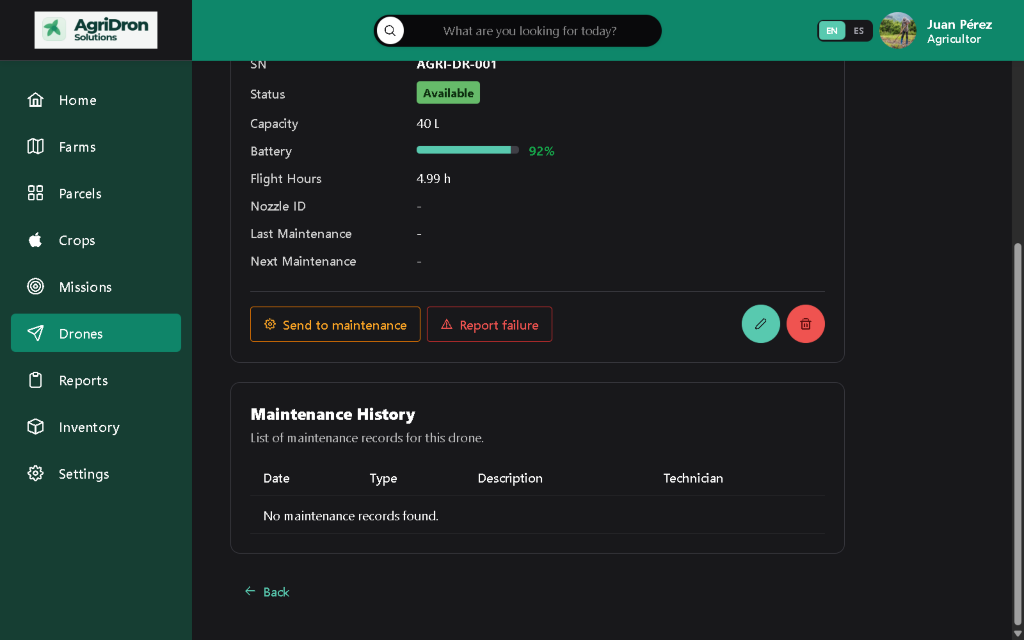 AgriDron
Solutions
What are you looking for today?
EN ES
Juan Pérez
Agricultor
Home
Farms
Parcels
Crops
Missions
Drones
Reports
Inventory
Settings
SN AGRI-DR-001
Status Available
Capacity 40 L
Battery 92%
Flight Hours 4.99 h
Nozzle ID -
Last Maintenance -
Next Maintenance -
Send to maintenance Report failure
Maintenance History
List of maintenance records for this drone.
Date Type Description Technician
No maintenance records found.
Back